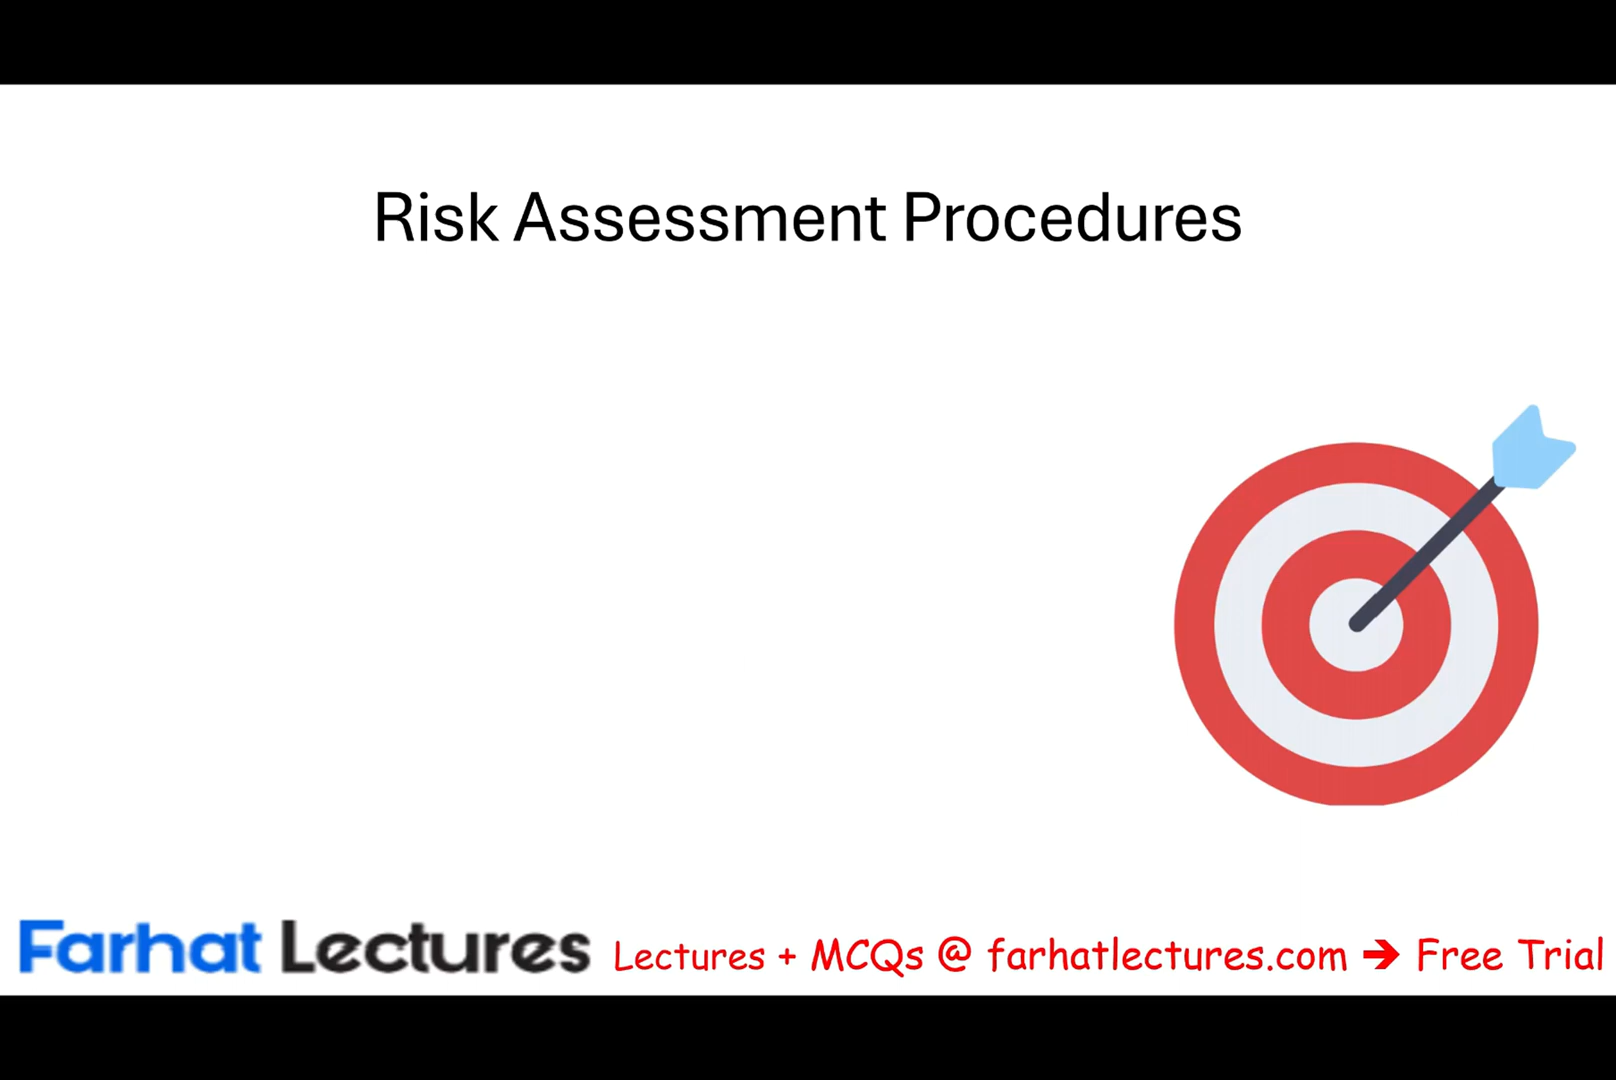 Risk Assessment Procedures
Farhat Lectures Lectures + MCQs @ farhatlectures.com → Free Trial